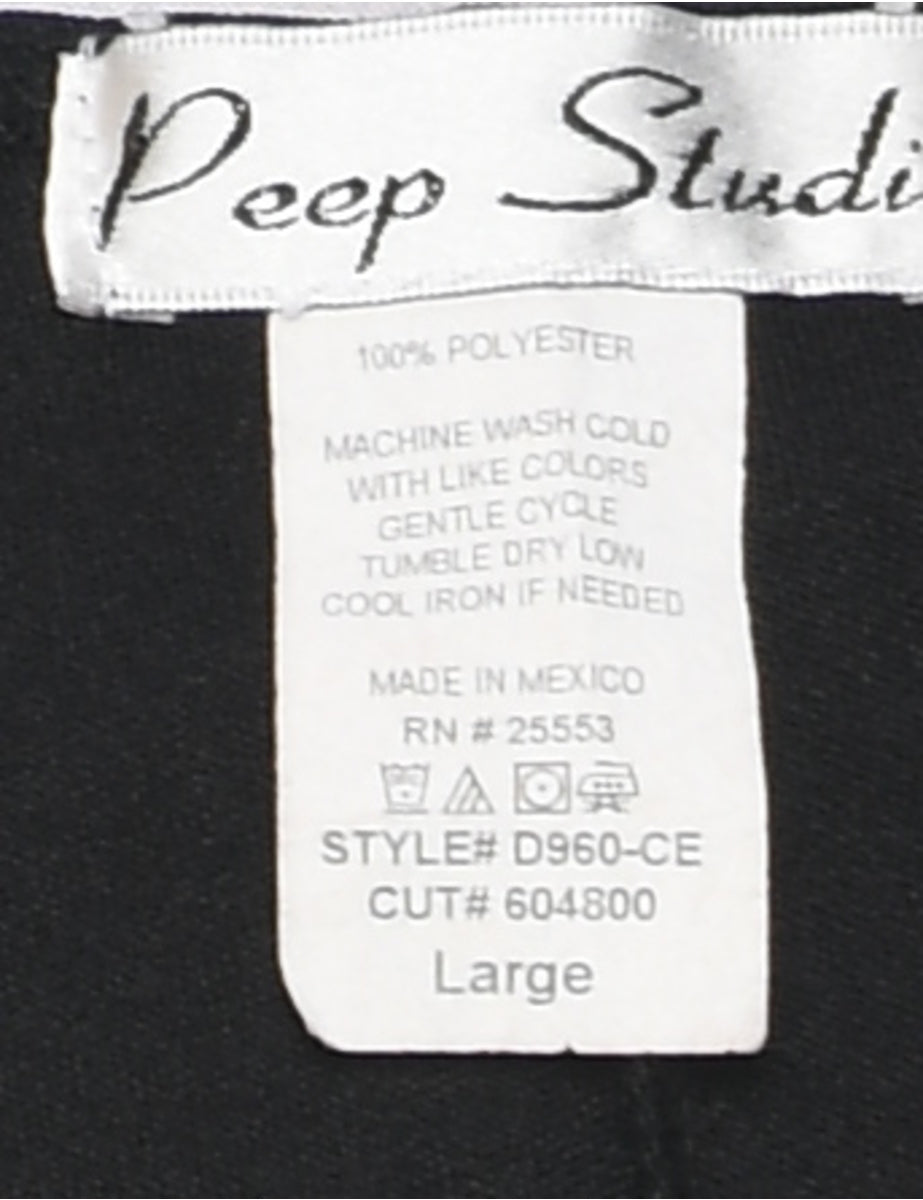 Peep Studi
100% POLYESTER
MACHINE WASH COLD
WITH LIKE COLORS
GENTLE CYCLE
TUMBLE DRY LOW
COOL IRON IF NEEDED
MADE IN MEXICO
RN # 25553
STYLE# D960-CE
CUT# 604800
Large